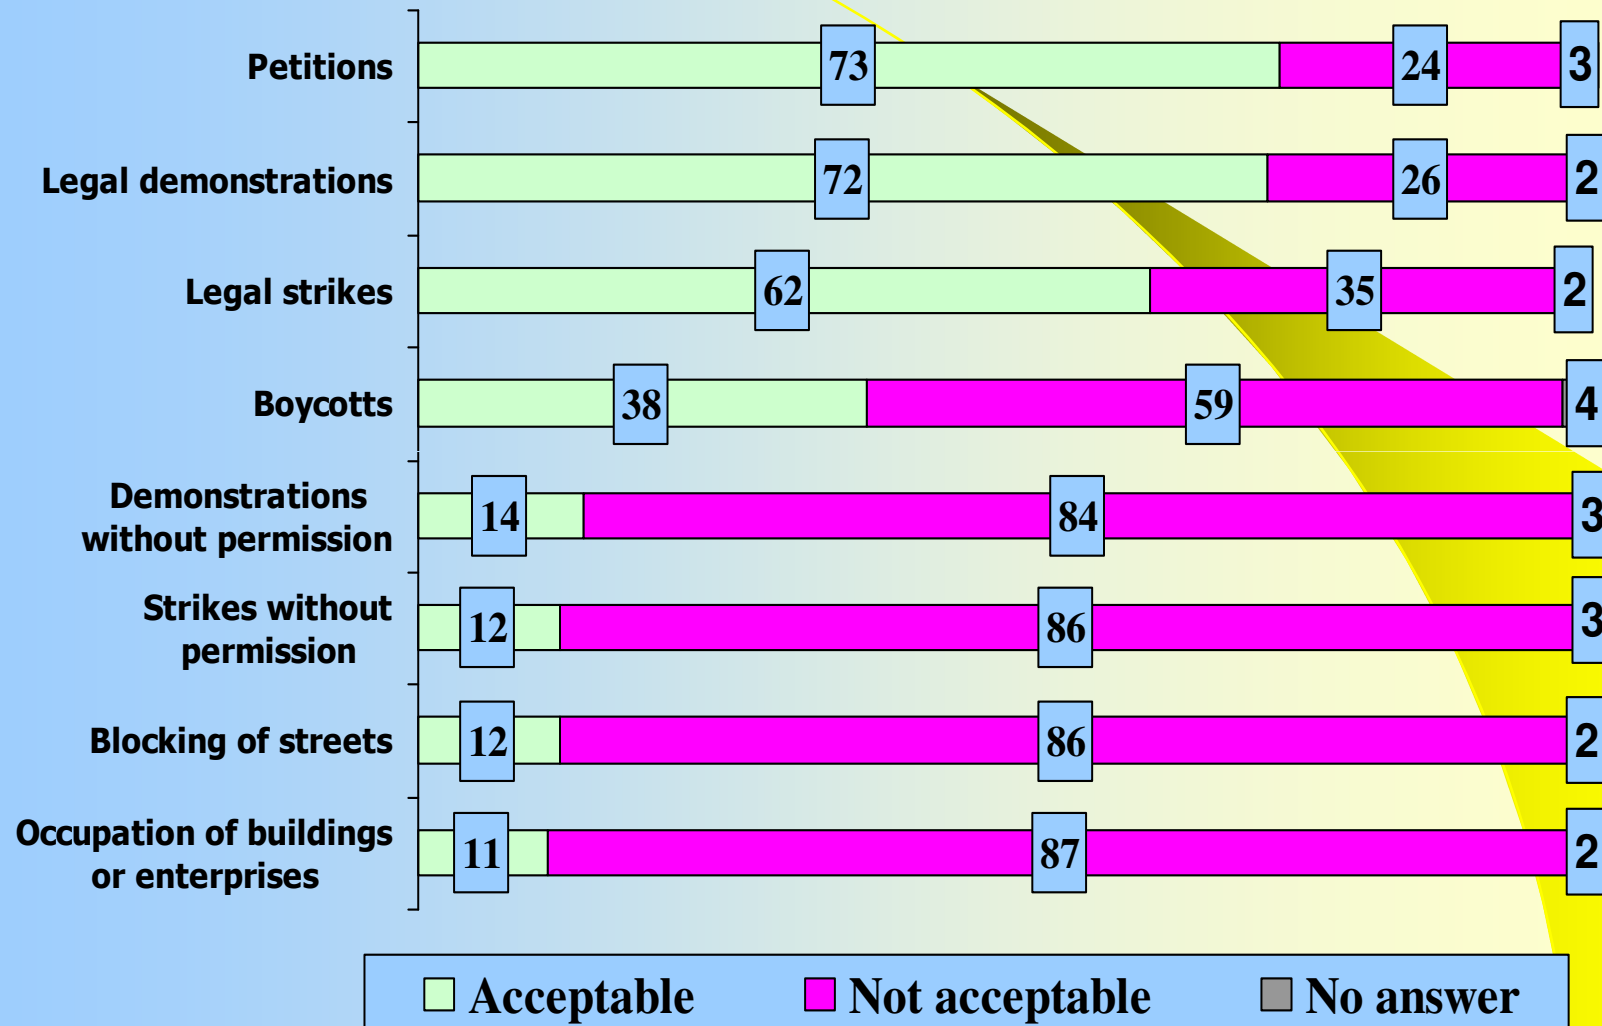 Petitions 73 24 3
Legal demonstrations 72 26 2
Legal strikes 62 35 2
Boycotts 38 59 4
Demonstrations
without permission 14 84 3
Strikes without
permission 12 86 3
Blocking of streets 12 86 2
Occupation of buildings
or enterprises 11 87 2
Acceptable Not acceptable No answer